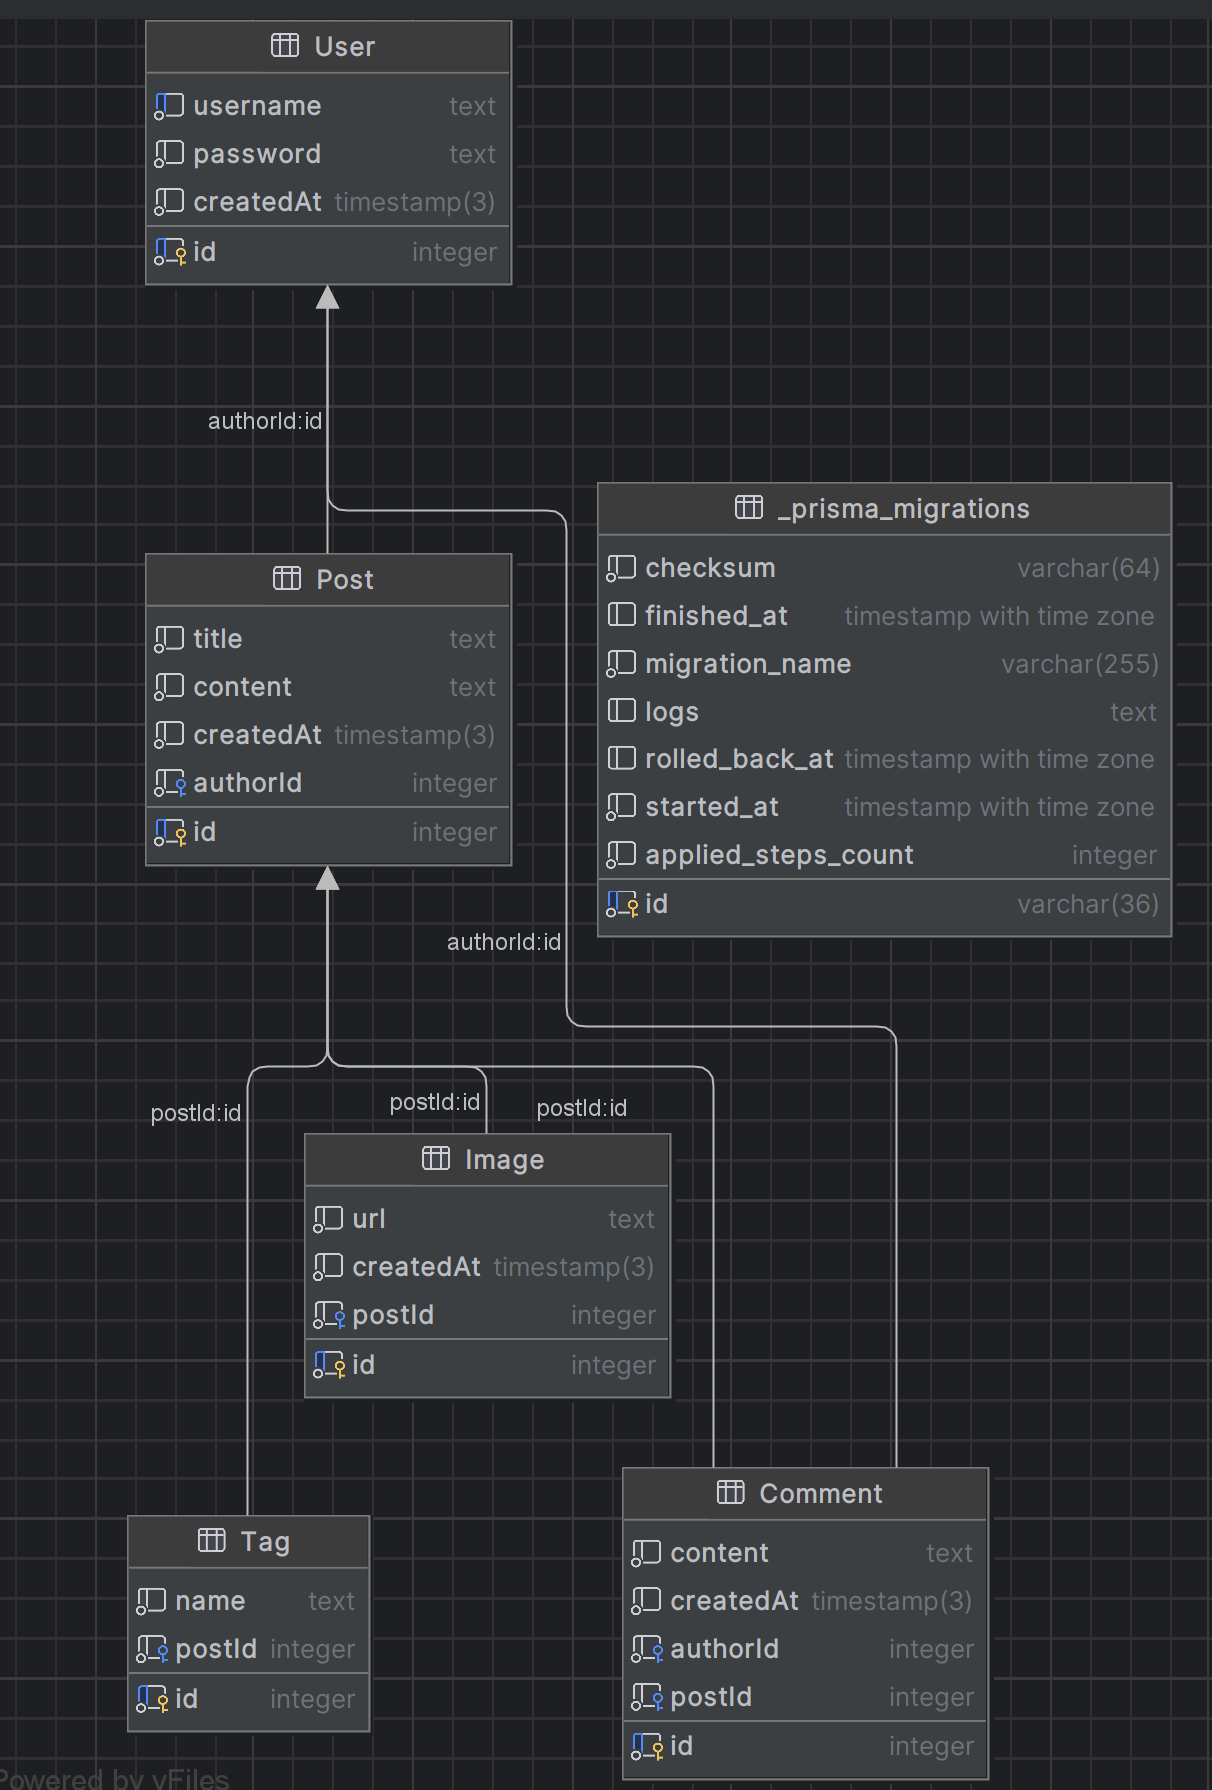 User
username text
password text
createdAt timestamp(3)
id integer
authorId:id
Post
title text
content text
createdAt timestamp(3)
authorId integer
id integer
_prisma_migrations
checksum varchar(64)
finished_at timestamp with time zone
migration_name varchar(255)
logs text
rolled_back_at timestamp with time zone
started_at timestamp with time zone
applied_steps_count integer
id varchar(36)
authorId:id
postId:id
postId:id
postId:id
Image
url text
createdAt timestamp(3)
postId integer
id integer
Tag
name text
postId integer
id integer
Comment
content text
createdAt timestamp(3)
authorId integer
postId integer
id integer
Powered by yFiles